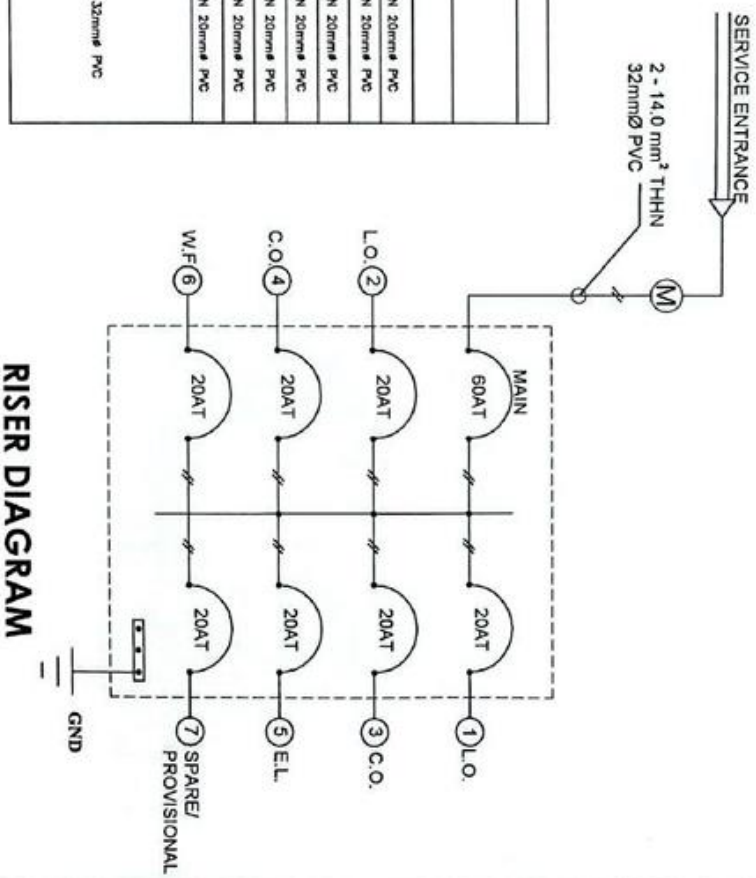 SERVICE ENTRANCE
2 - 14.0 mm² THHN
32mmØ PVC
M
MAIN
60AT
20AT
1 L.O.
L.O. 2
20AT
20AT
3 C.O.
C.O. 4
20AT
20AT
5 E.L.
W.F 6
20AT
20AT
7 SPARE/
PROVISIONAL
GND
RISER DIAGRAM
N 20mmø PVC
N 20mmø PVC
N 20mmø PVC
N 20mmø PVC
N 20mmø PVC
N 20mmø PVC
N 20mmø PVC
32mmø PVC